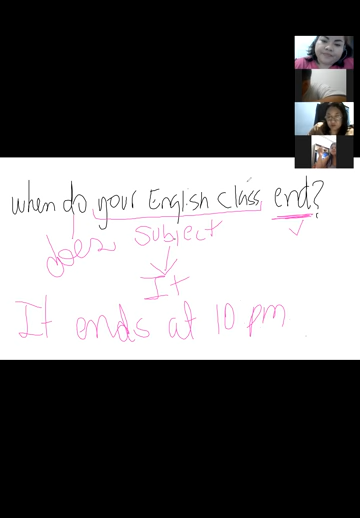 when do your English class end?
does subject
V
It
It ends at 10 pm